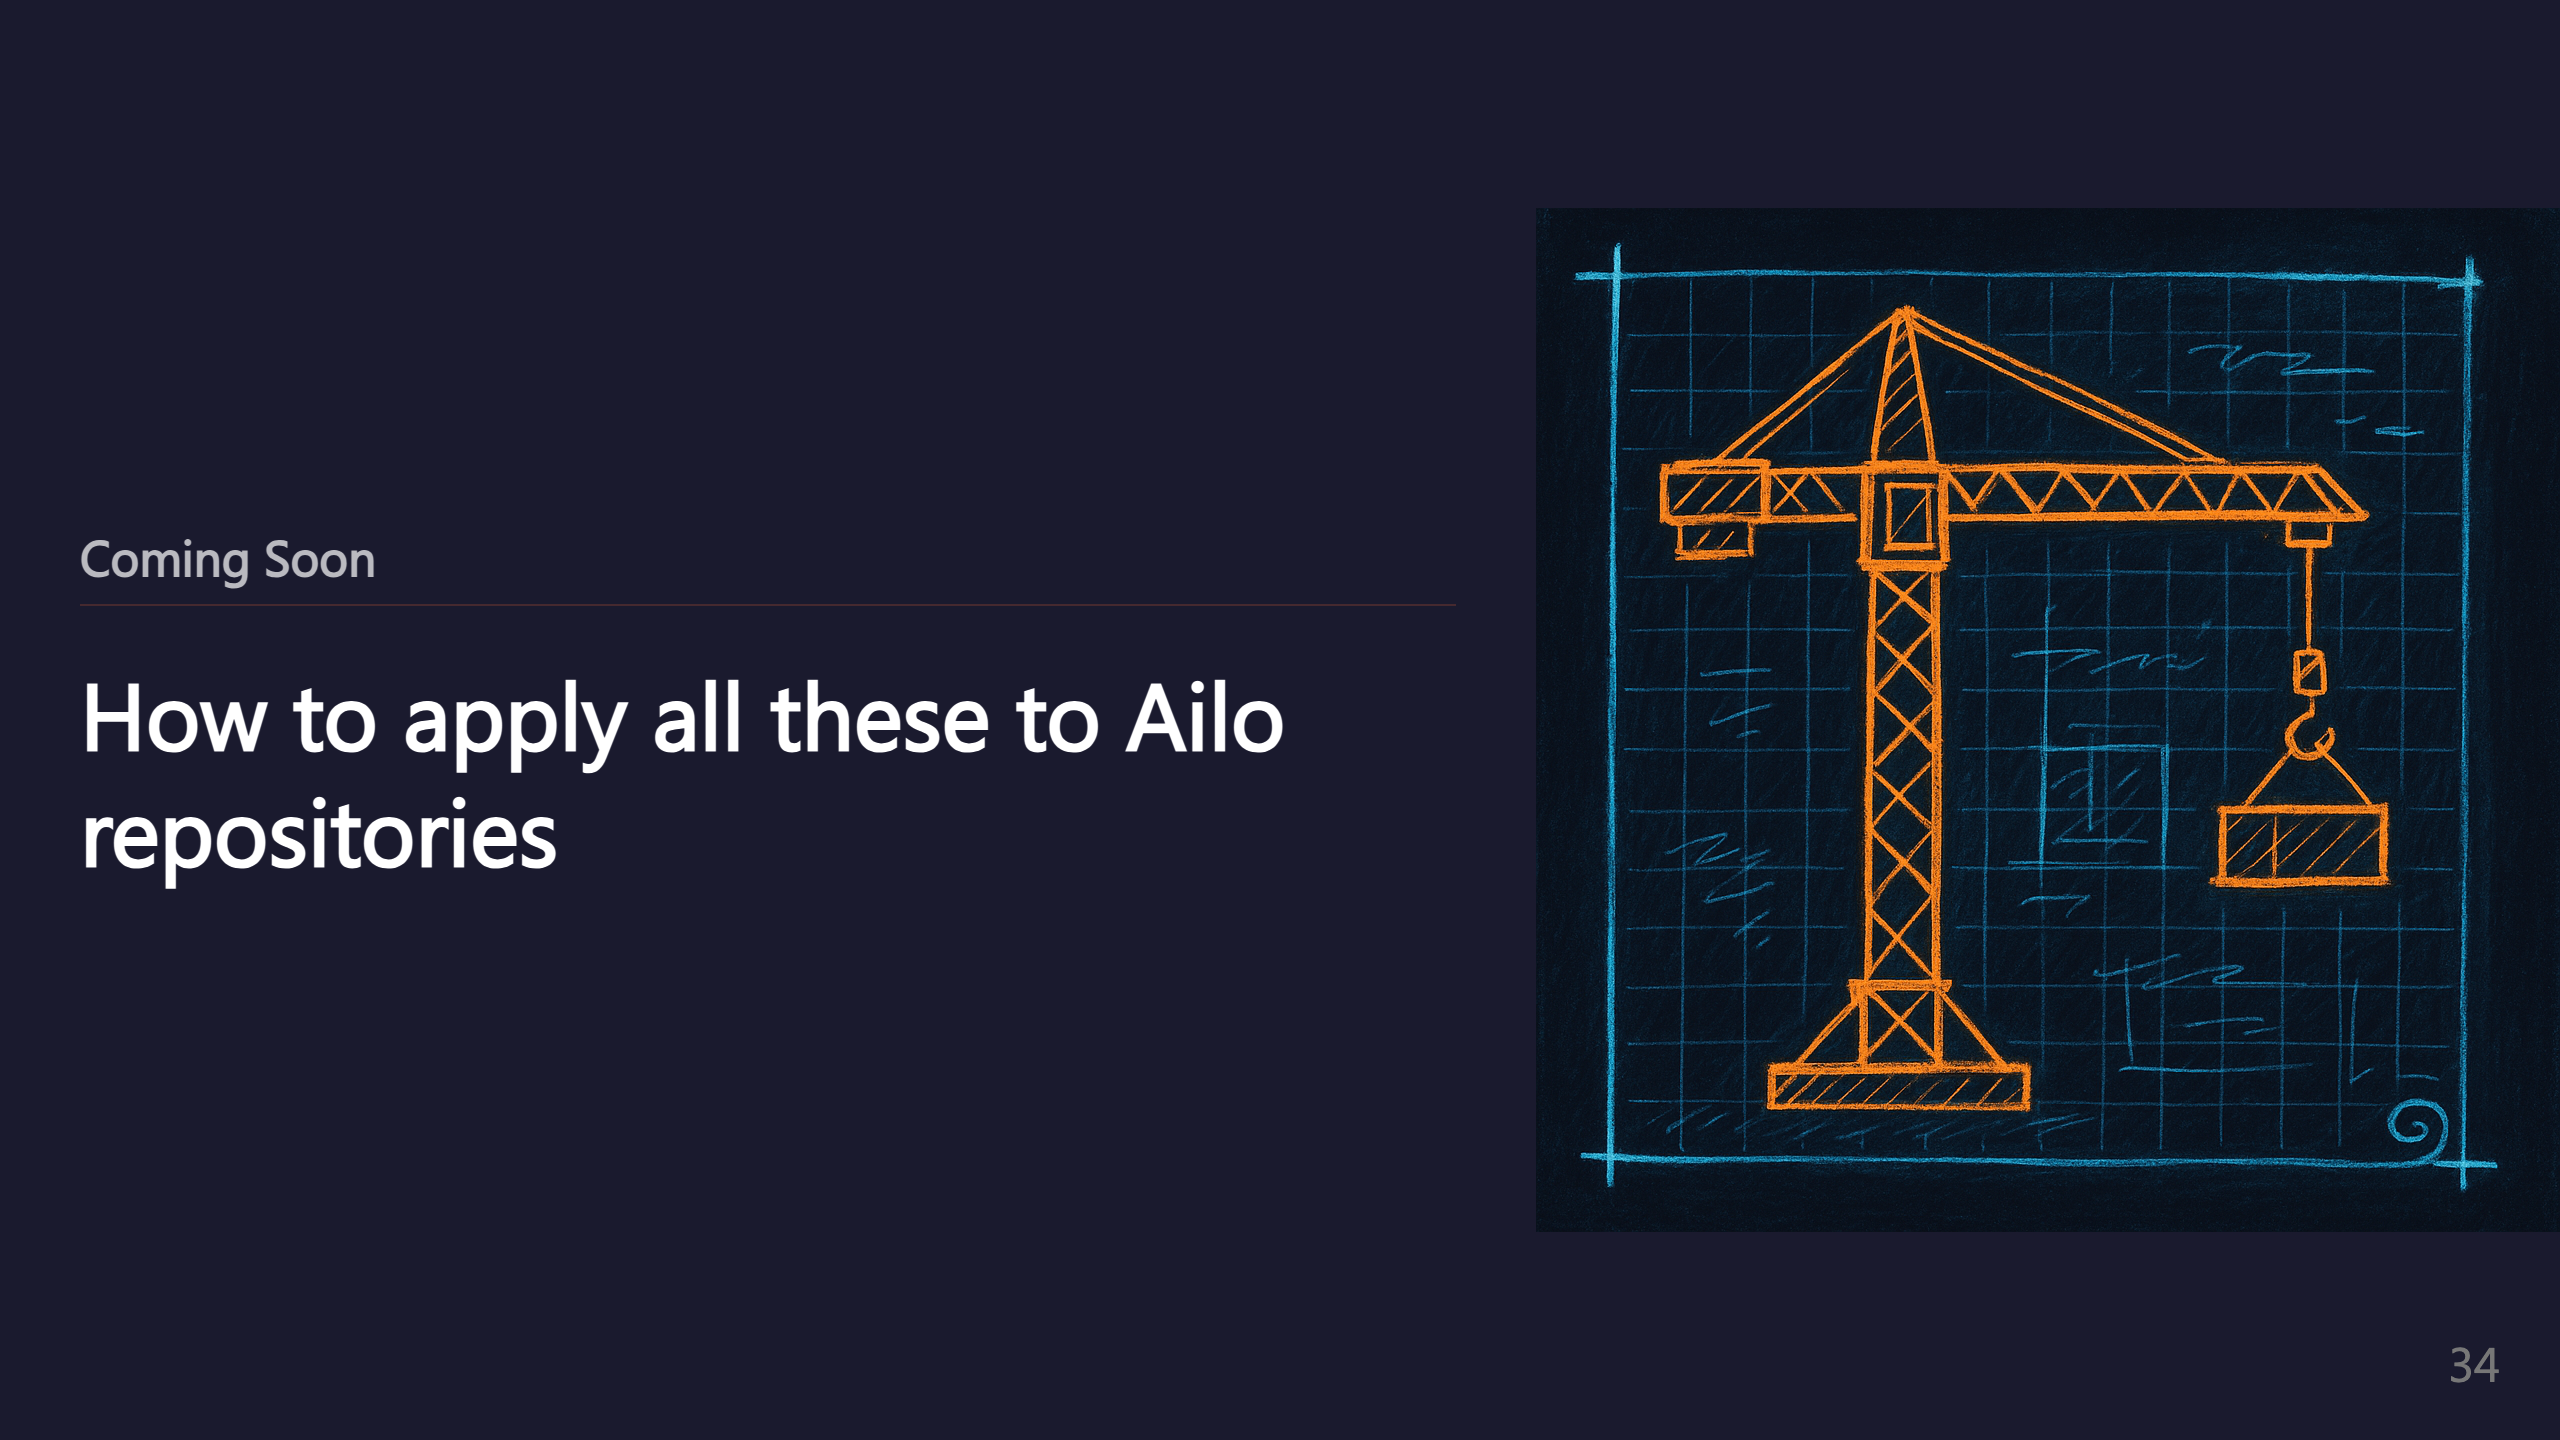 Coming Soon
How to apply all these to Ailo
repositories
34